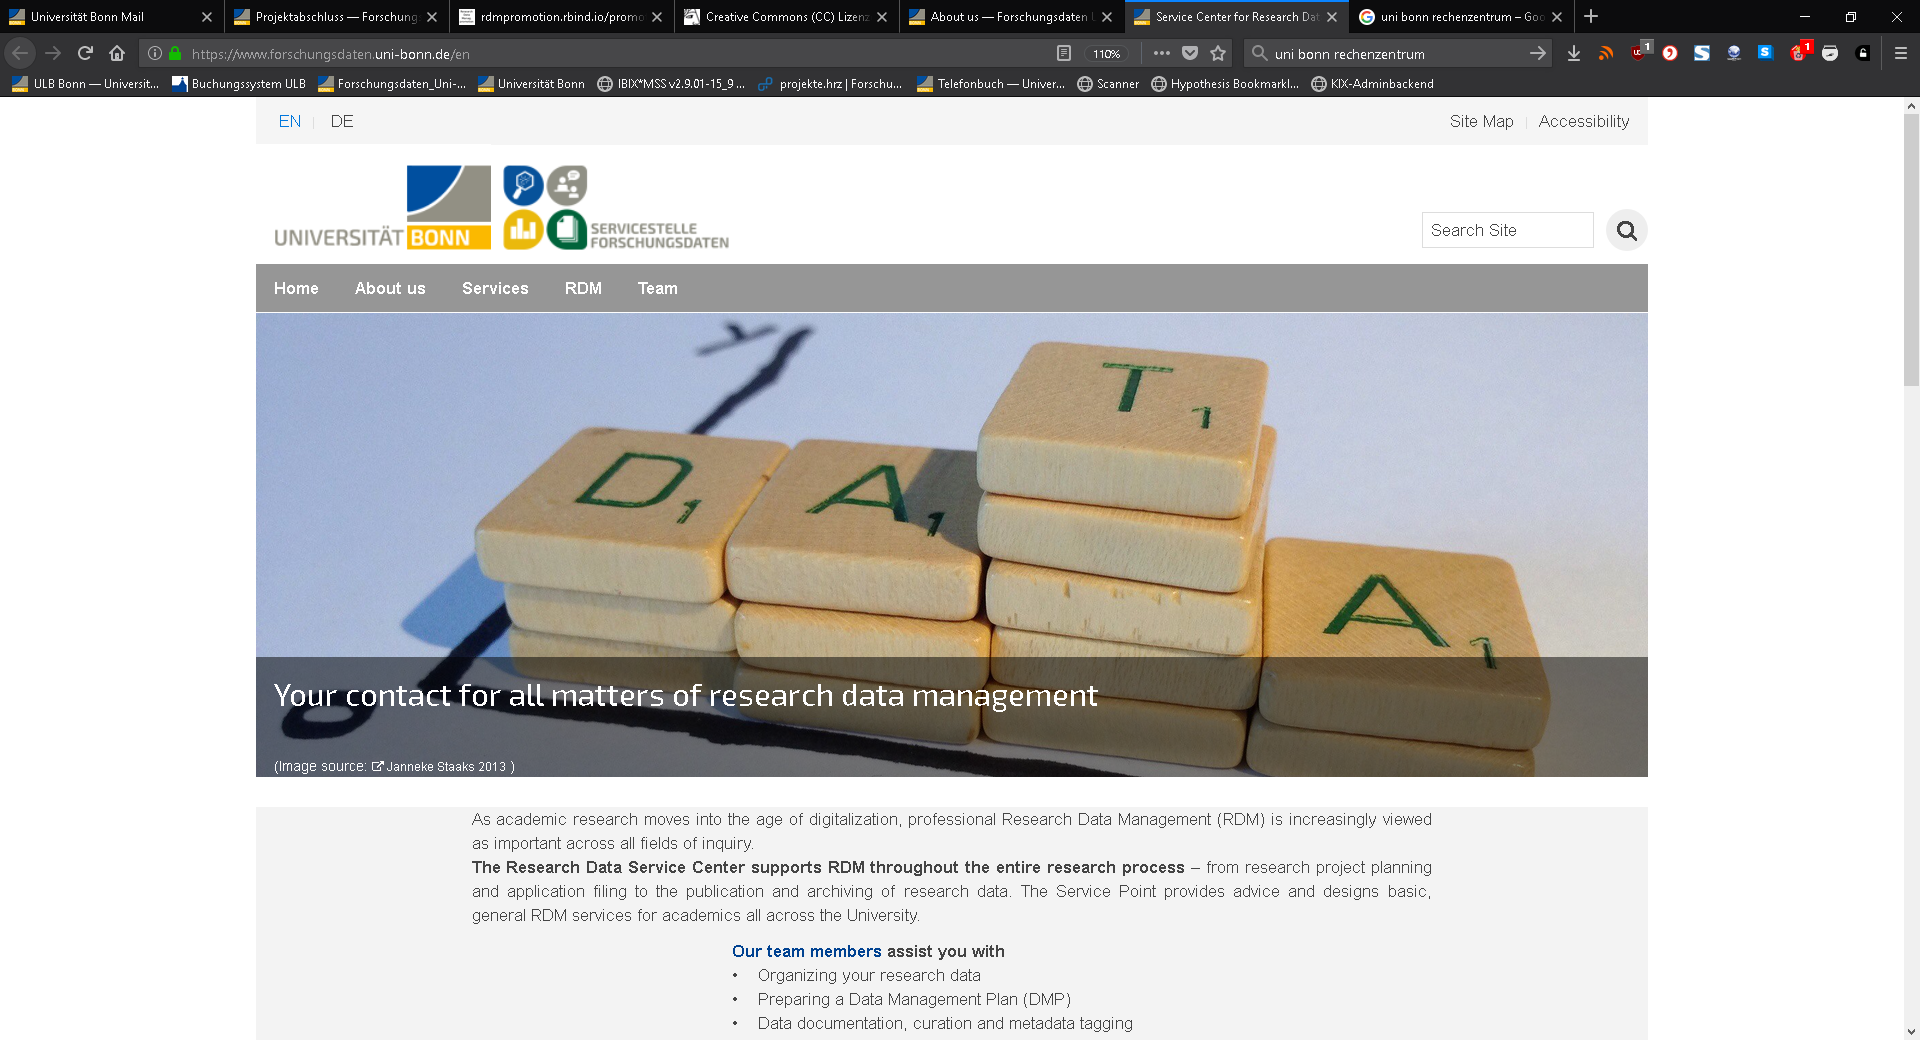 Universität Bonn Mail
Projektabschluss — Forschung
rdmpromotion.rbind.io/promo
Creative Commons (CC) Lizenz
About us — Forschungsdaten
Service Center for Research Dat
uni bonn rechenzentrum – Goo
https://www.forschungsdaten.uni-bonn.de/en
110%
uni bonn rechenzentrum
1
1
ULB Bonn — Universit...
Buchungssystem ULB
Forschungsdaten_Uni-...
Universität Bonn
IBIX*MSS v2.9.01-15_9 ...
projekte.hrz | Forschu...
Telefonbuch — Univer...
Scanner
Hypothesis Bookmarkl...
KIX-Adminbackend
EN | DE
Site Map | Accessibility
UNIVERSITÄT BONN
SERVICESTELLE
FORSCHUNGSDATEN
Search Site
Home About us Services RDM Team
D1 A1 T1 A1
Your contact for all matters of research data management
(Image source: Janneke Staaks 2013 )
As academic research moves into the age of digitalization, professional Research Data Management (RDM) is increasingly viewed
as important across all fields of inquiry.
The Research Data Service Center supports RDM throughout the entire research process – from research project planning
and application filing to the publication and archiving of research data. The Service Point provides advice and designs basic,
general RDM services for academics all across the University.
Our team members assist you with
• Organizing your research data
• Preparing a Data Management Plan (DMP)
• Data documentation, curation and metadata tagging